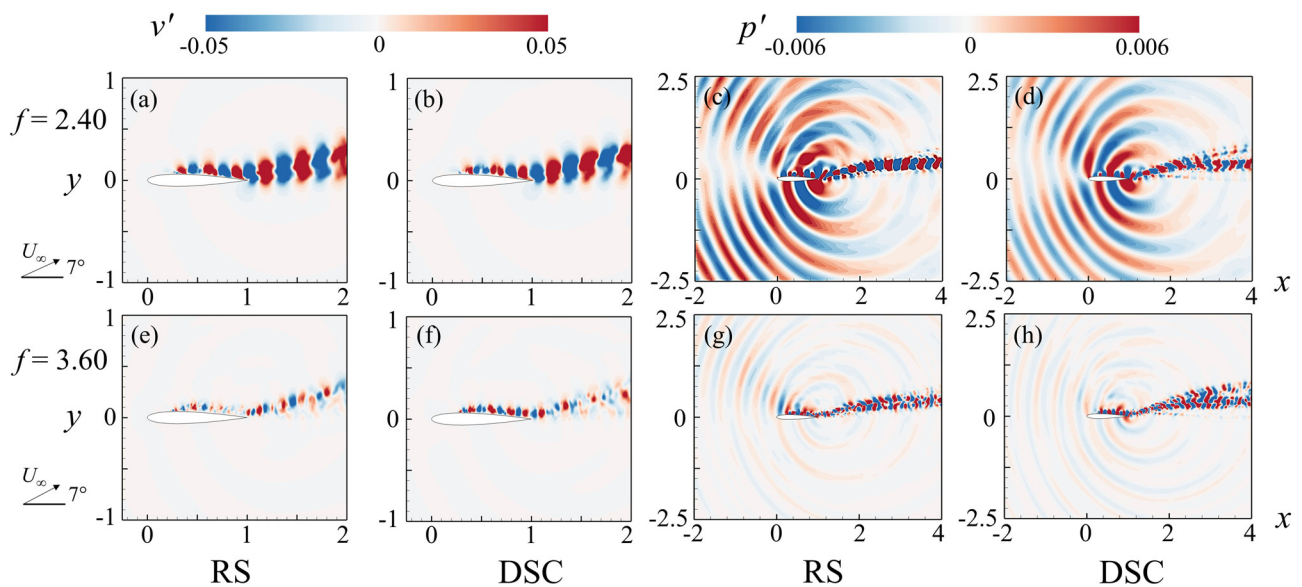 v′ p′
-0.05 0 0.05 -0.006 0 0.006
f = 2.40
1 (a) 1 (b) 2.5 (c) 2.5 (d)
y 0 0 0 0
U∞ 7°
-1 -1 -2.5 -2.5
0 1 2 0 1 2 -2 0 2 4 -2 0 2 4 x
f = 3.60
1 (e) 1 (f) 2.5 (g) 2.5 (h)
y 0 0 0 0
U∞ 7°
-1 -1 -2.5 -2.5
0 1 2 0 1 2 -2 0 2 4 -2 0 2 4 x
RS DSC RS DSC